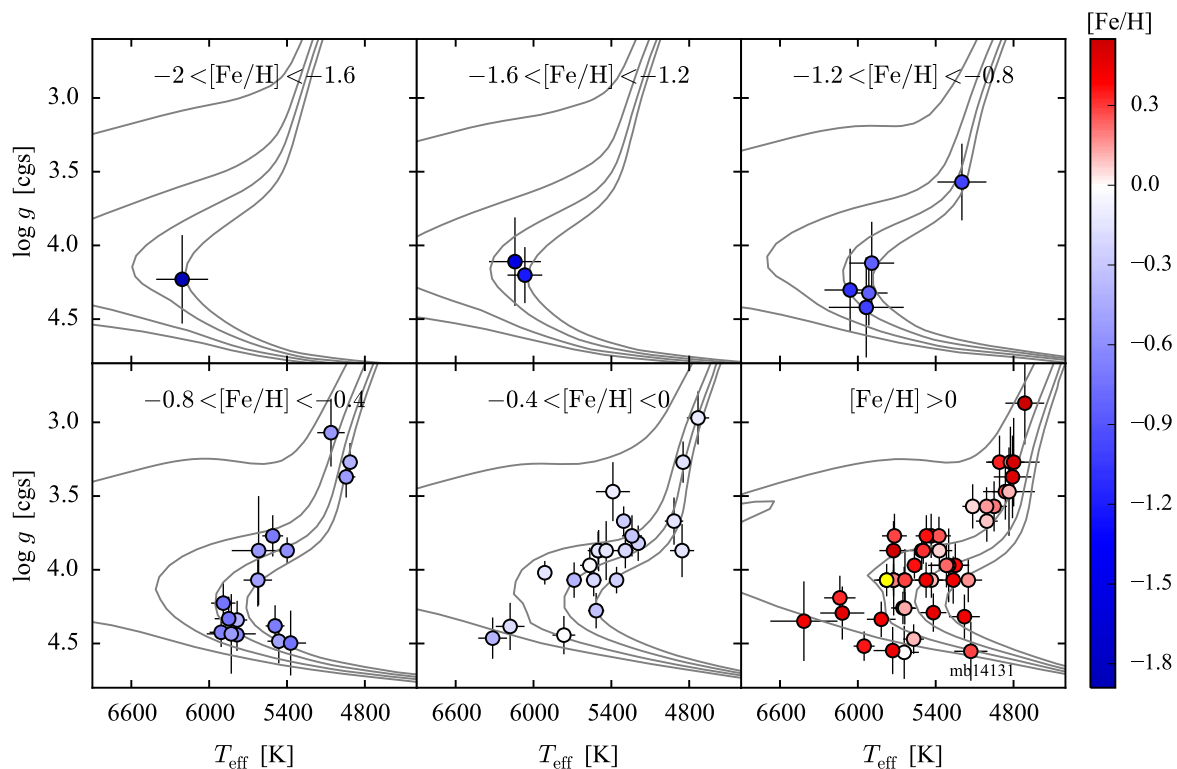 [Fe/H]
−2 <[Fe/H] <−1.6
−1.6 <[Fe/H] <−1.2
−1.2 <[Fe/H] <−0.8
3.0
3.5
4.0
4.5
log g [cgs]
−0.8 <[Fe/H] <−0.4
−0.4 <[Fe/H] <0
[Fe/H] >0
3.0
3.5
4.0
4.5
log g [cgs]
mb14131
6600 6000 5400 4800
6600 6000 5400 4800
6600 6000 5400 4800
Teff [K]
Teff [K]
Teff [K]
0.3
0.0
−0.3
−0.6
−0.9
−1.2
−1.5
−1.8